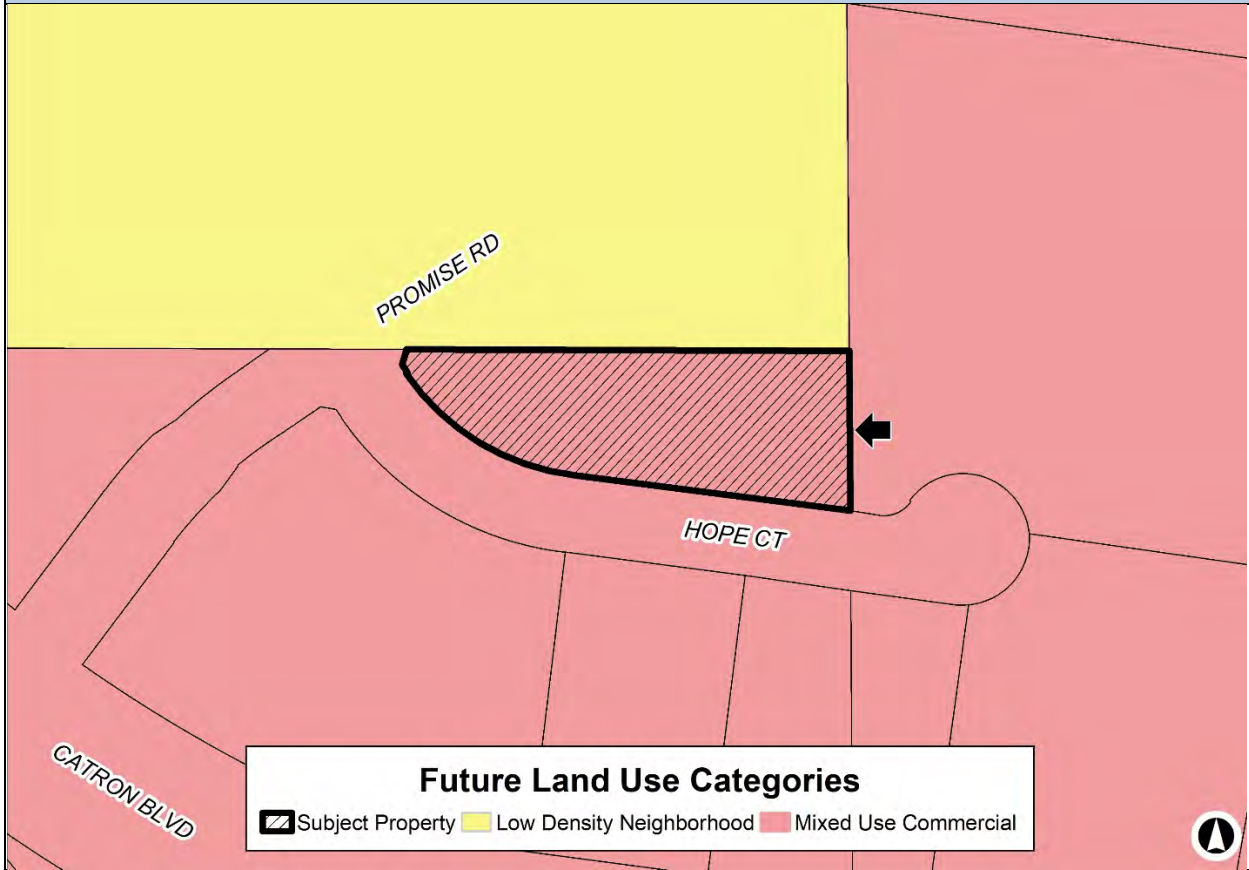 PROMISE RD
HOPE CT
CATRON BLVD
Future Land Use Categories
Subject Property Low Density Neighborhood Mixed Use Commercial